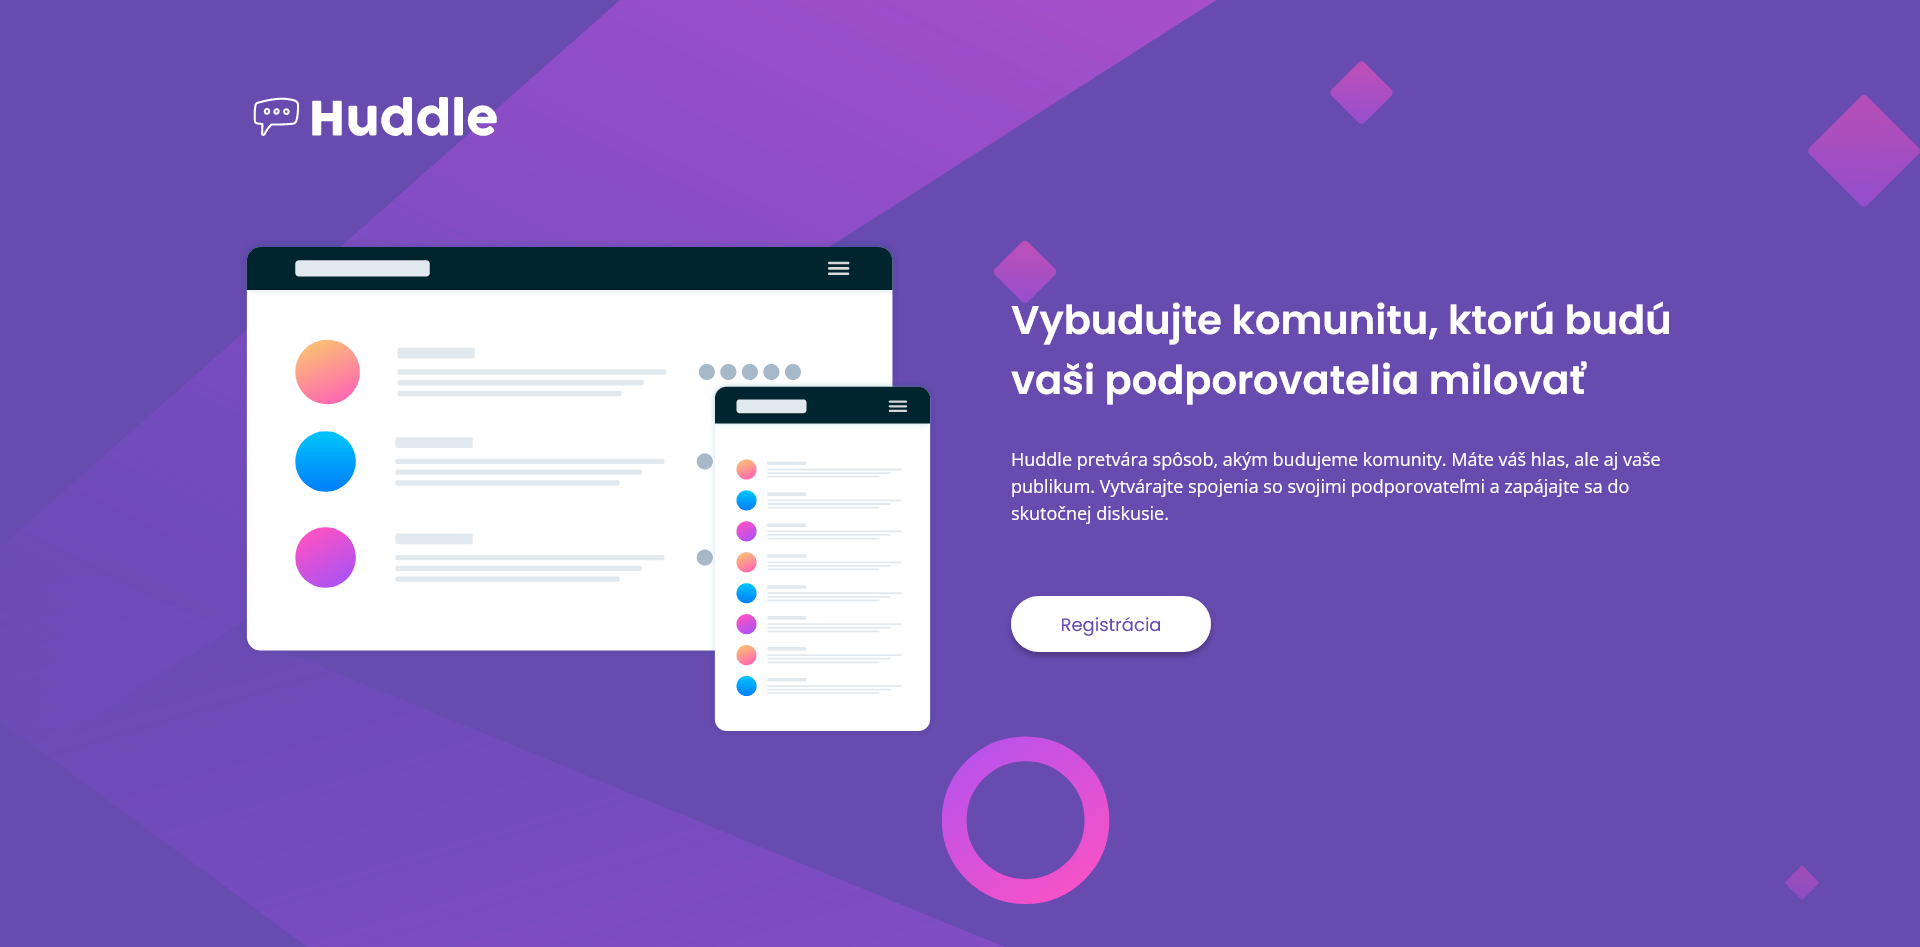 Huddle
Vybudujte komunitu, ktorú budú
vaši podporovatelia milovať
Huddle pretvára spôsob, akým budujeme komunity. Máte váš hlas, ale aj vaše
publikum. Vytvárajte spojenia so svojimi podporovateľmi a zapájajte sa do
skutočnej diskusie.
Registrácia